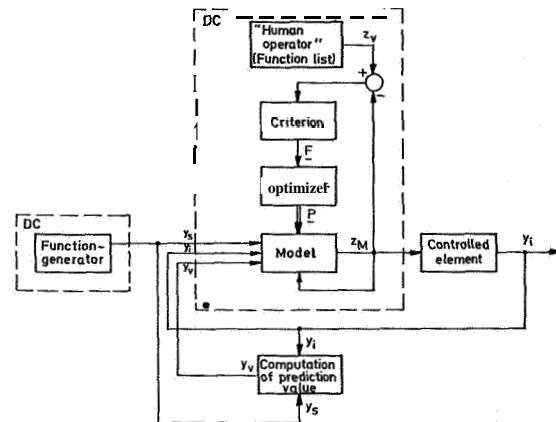 DC
"Human
operator"
(Function list)
z_v
+
-
Criterion
F
optimizer
P
DC
Function-
generator
y_s
y_i
y_v
Model
z_M
Controlled
element
y_i
y_i
y_v
Computation
of prediction
value
y_s